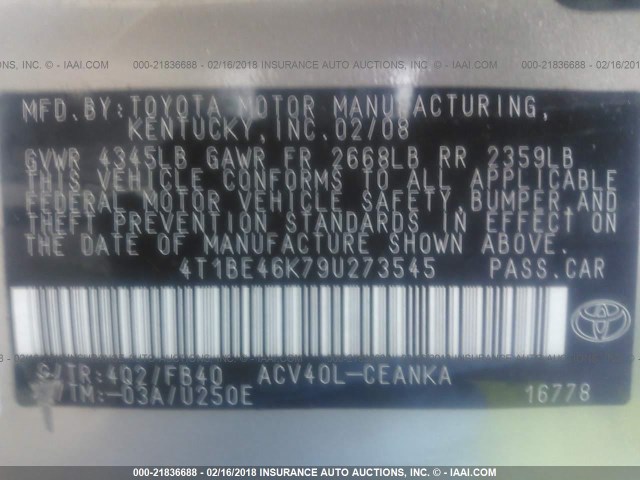 000-21836688 - 02/16/2018 INSURANCE AUTO AUCTIONS, INC. © - IAAI.COM
MFD.BY:TOYOTA MOTOR MANUFACTURING,
KENTUCKY,INC.02/08
GVWR 4345LB GAWR FR 2668LB RR 2359LB
THIS VEHICLE CONFORMS TO ALL APPLICABLE
FEDERAL MOTOR VEHICLE SAFETY,BUMPER,AND
THEFT PREVENTION STANDARDS IN EFFECT ON
THE DATE OF MANUFACTURE SHOWN ABOVE.
4T1BE46K79U273545 PASS.CAR
000-21836688 - 02/16/2018 INSURANCE AUTO AUCTIONS, INC. © - IAAI.COM
/TR:4Q2/FB40 ACV40L-CEANKA
/TM:-03A/U250E 16778
000-21836688 - 02/16/2018 INSURANCE AUTO AUCTIONS, INC. © - IAAI.COM